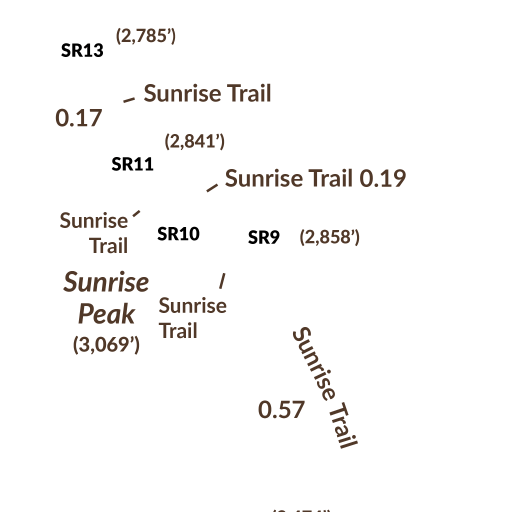 (2,785’)
SR13
Sunrise Trail
0.17
(2,841’)
SR11
Sunrise Trail 0.19
Sunrise
Trail
SR10
SR9 (2,858’)
Sunrise
Peak
(3,069’)
Sunrise
Trail
Sunrise Trail
0.57